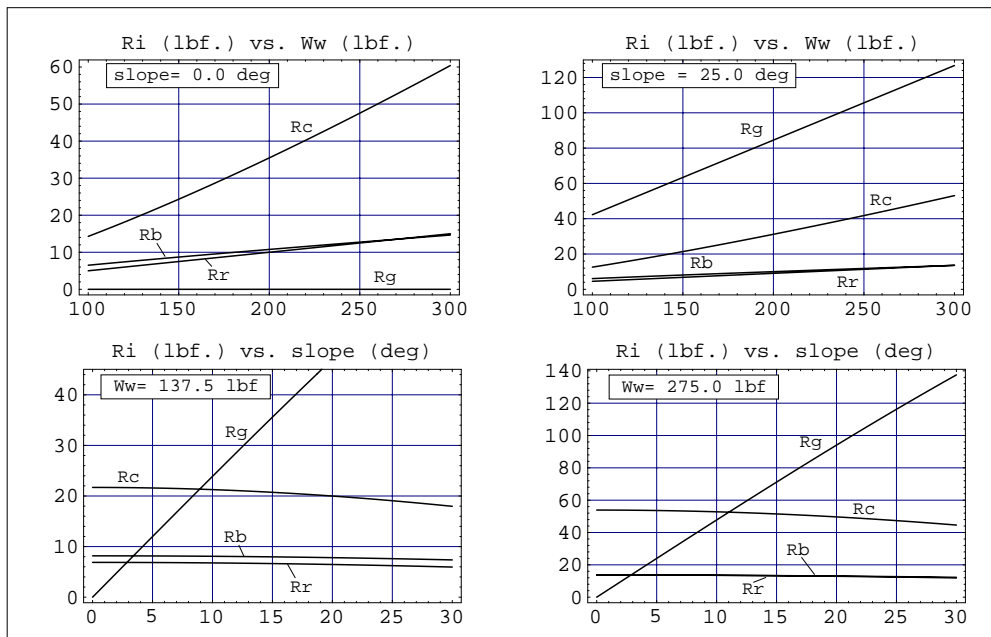 Ri (lbf.) vs. Ww (lbf.)
slope= 0.0 deg
60
50
40
30
20
10
0
Rc
Rb
Rr
Rg
100 150 200 250 300
Ri (lbf.) vs. Ww (lbf.)
slope = 25.0 deg
120
100
80
60
40
20
0
Rg
Rc
Rb
Rr
100 150 200 250 300
Ri (lbf.) vs. slope (deg)
Ww= 137.5 lbf
40
30
20
10
0
Rg
Rc
Rb
Rr
0 5 10 15 20 25 30
Ri (lbf.) vs. slope (deg)
Ww= 275.0 lbf
140
120
100
80
60
40
20
0
Rg
Rc
Rb
Rr
0 5 10 15 20 25 30